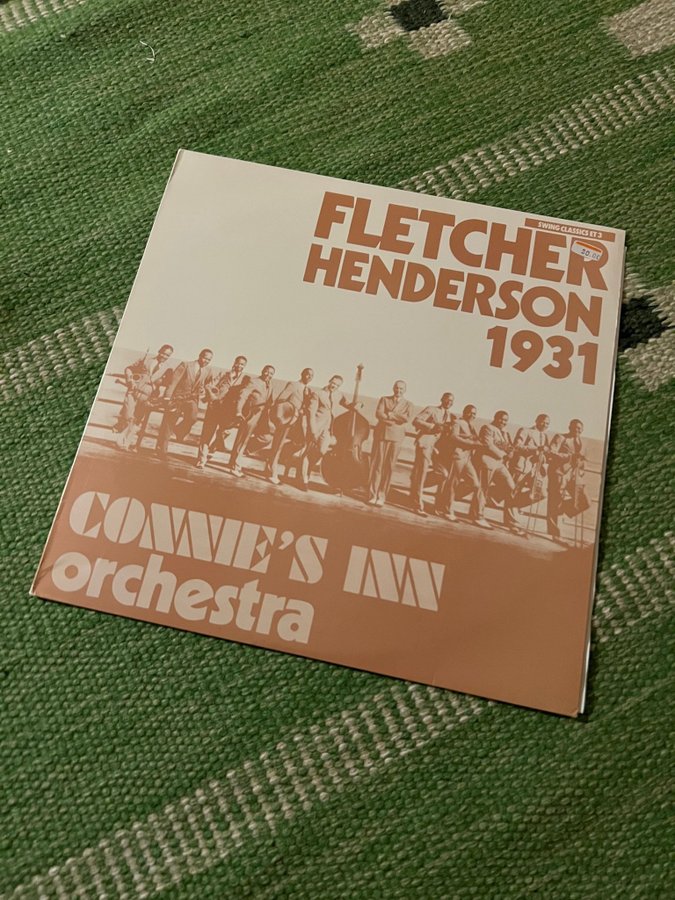 SWING CLASSICS ET 3
FLETCHER
HENDERSON
1931
CONNIE'S INN
orchestra